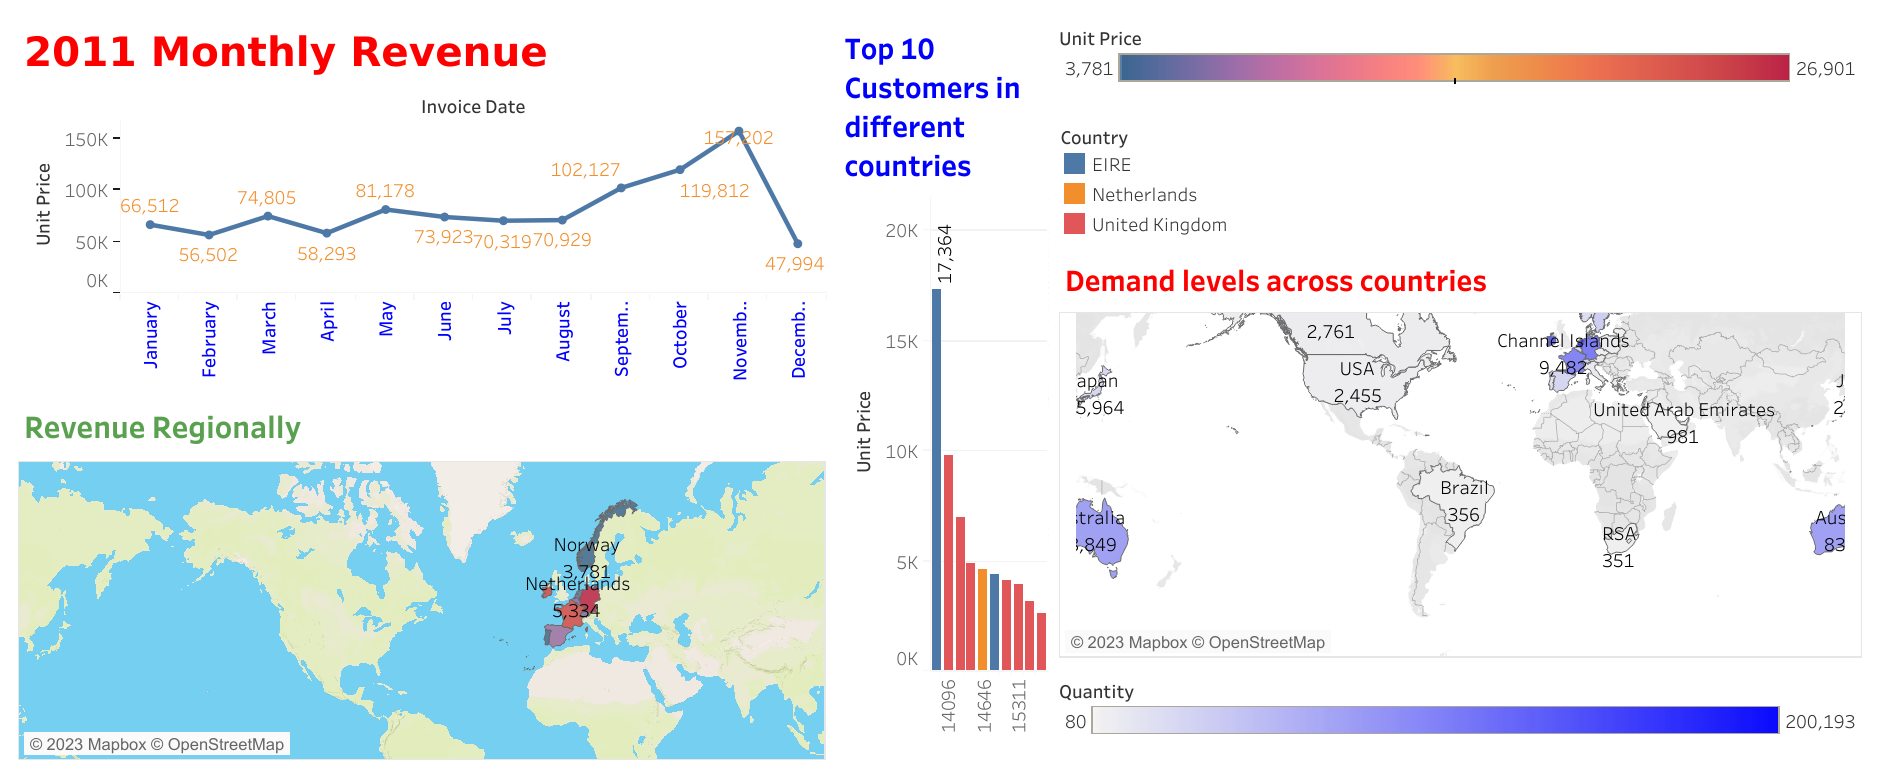 2011 Monthly Revenue
Invoice Date
Unit Price
150K
100K
50K
0K
66,512
56,502
74,805
58,293
81,178
73,923
70,319
70,929
102,127
119,812
157,202
47,994
January
February
March
April
May
June
July
August
Septem..
October
Novemb..
Decemb..
Revenue Regionally
Norway
3,781
Netherlands
5,334
© 2023 Mapbox © OpenStreetMap
Top 10
Customers in
different
countries
Unit Price
20K
15K
10K
5K
0K
17,364
14096
14646
15311
Unit Price
3,781
26,901
Country
EIRE
Netherlands
United Kingdom
Demand levels across countries
2,761
USA
2,455
Channel Islands
9,482
apan
5,964
J
2
United Arab Emirates
981
Brazil
356
RSA
351
stralia
,849
Aus
83
© 2023 Mapbox © OpenStreetMap
Quantity
80
200,193